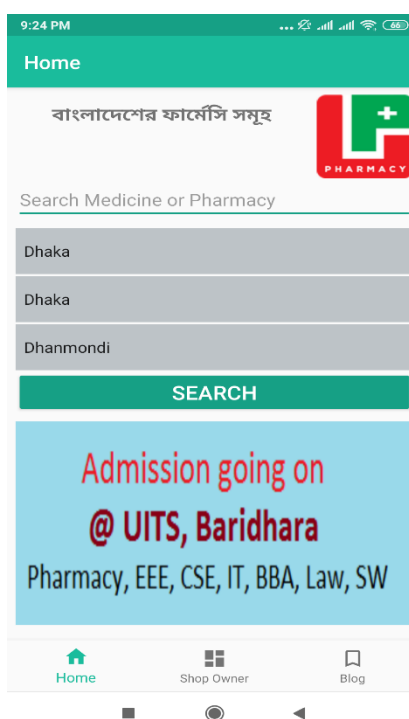 9:24 PM
66
Home
বাংলাদেশের ফার্মেসি সমূহ
PHARMACY
Search Medicine or Pharmacy
Dhaka
Dhaka
Dhanmondi
SEARCH
Admission going on
@ UITS, Baridhara
Pharmacy, EEE, CSE, IT, BBA, Law, SW
Home
Shop Owner
Blog